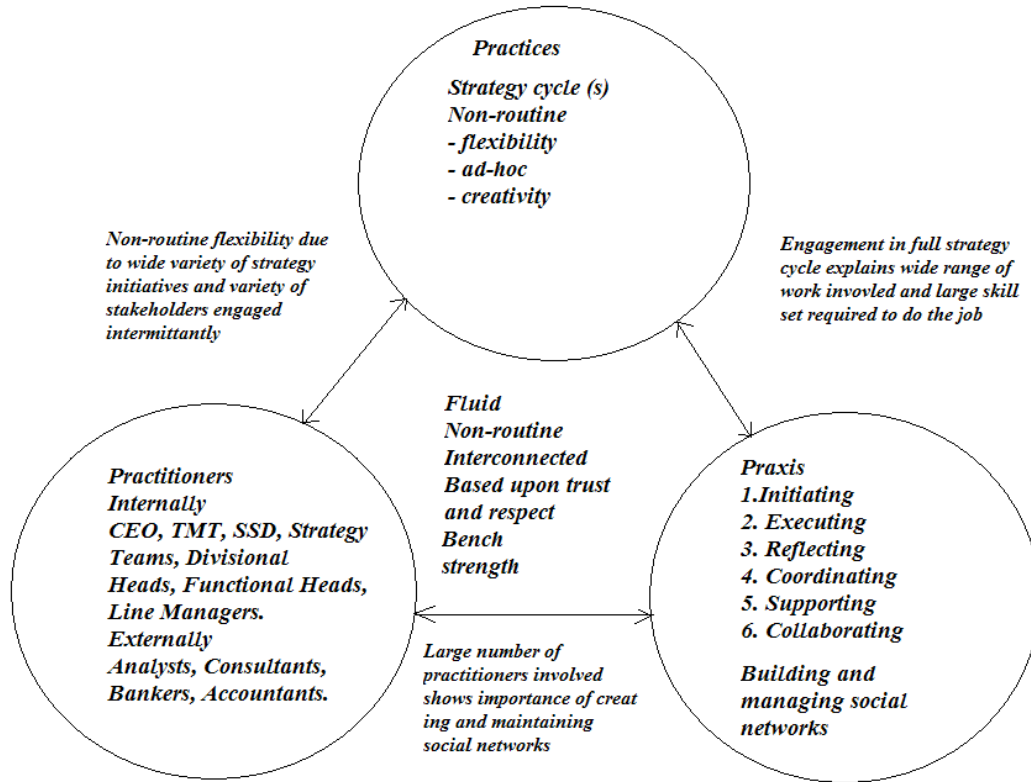 Practices
Strategy cycle (s)
Non-routine
- flexibility
- ad-hoc
- creativity
Non-routine flexibility due
to wide variety of strategy
initiatives and variety of
stakeholders engaged
intermittantly
Engagement in full strategy
cycle explains wide range of
work invovled and large skill
set required to do the job
Fluid
Non-routine
Interconnected
Based upon trust
and respect
Bench
strength
Practitioners
Internally
CEO, TMT, SSD, Strategy
Teams, Divisional
Heads, Functional Heads,
Line Managers.
Externally
Analysts, Consultants,
Bankers, Accountants.
Praxis
1.Initiating
2. Executing
3. Reflecting
4. Coordinating
5. Supporting
6. Collaborating
Building and
managing social
networks
Large number of
practitioners involved
shows importance of creat
ing and maintaining
social networks